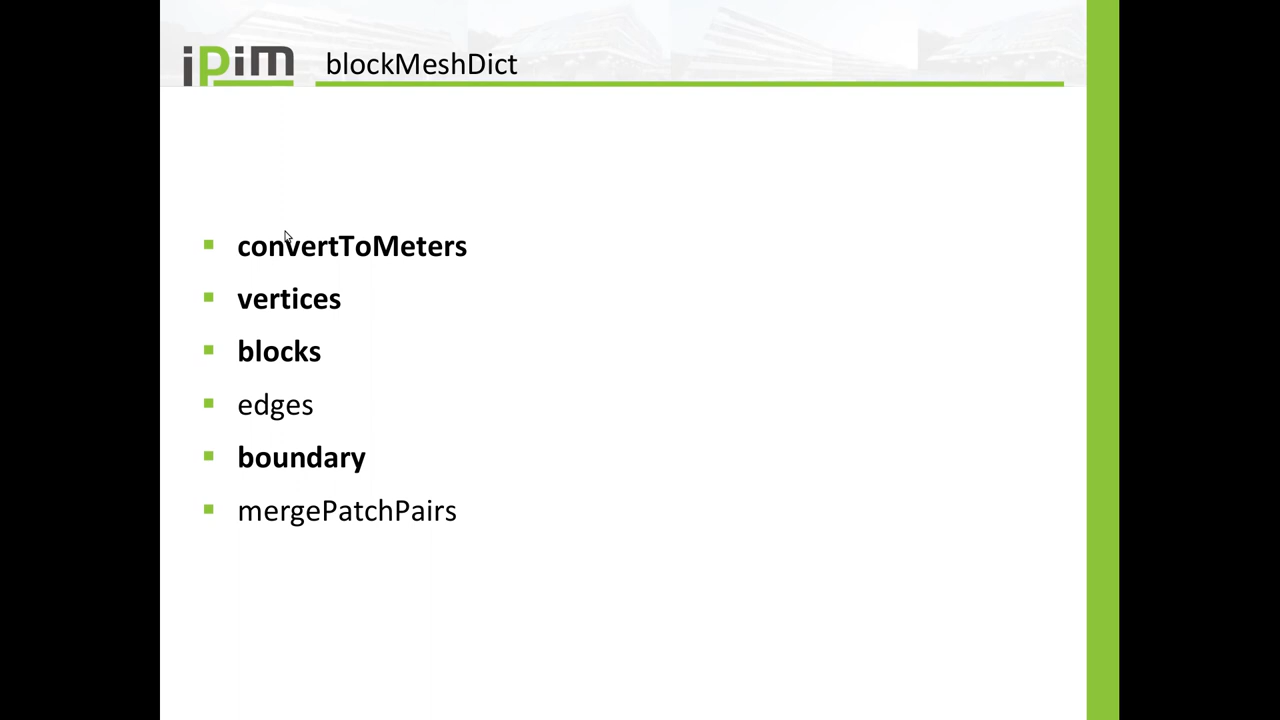 iPim
blockMeshDict
convertToMeters
vertices
blocks
edges
boundary
mergePatchPairs